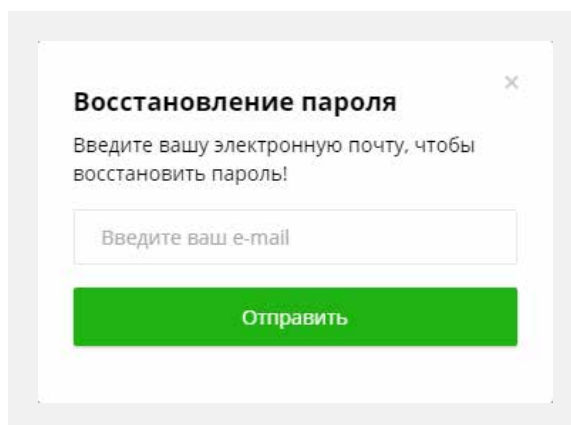 Восстановление пароля
Введите вашу электронную почту, чтобы
восстановить пароль!
Введите ваш e-mail
Отправить